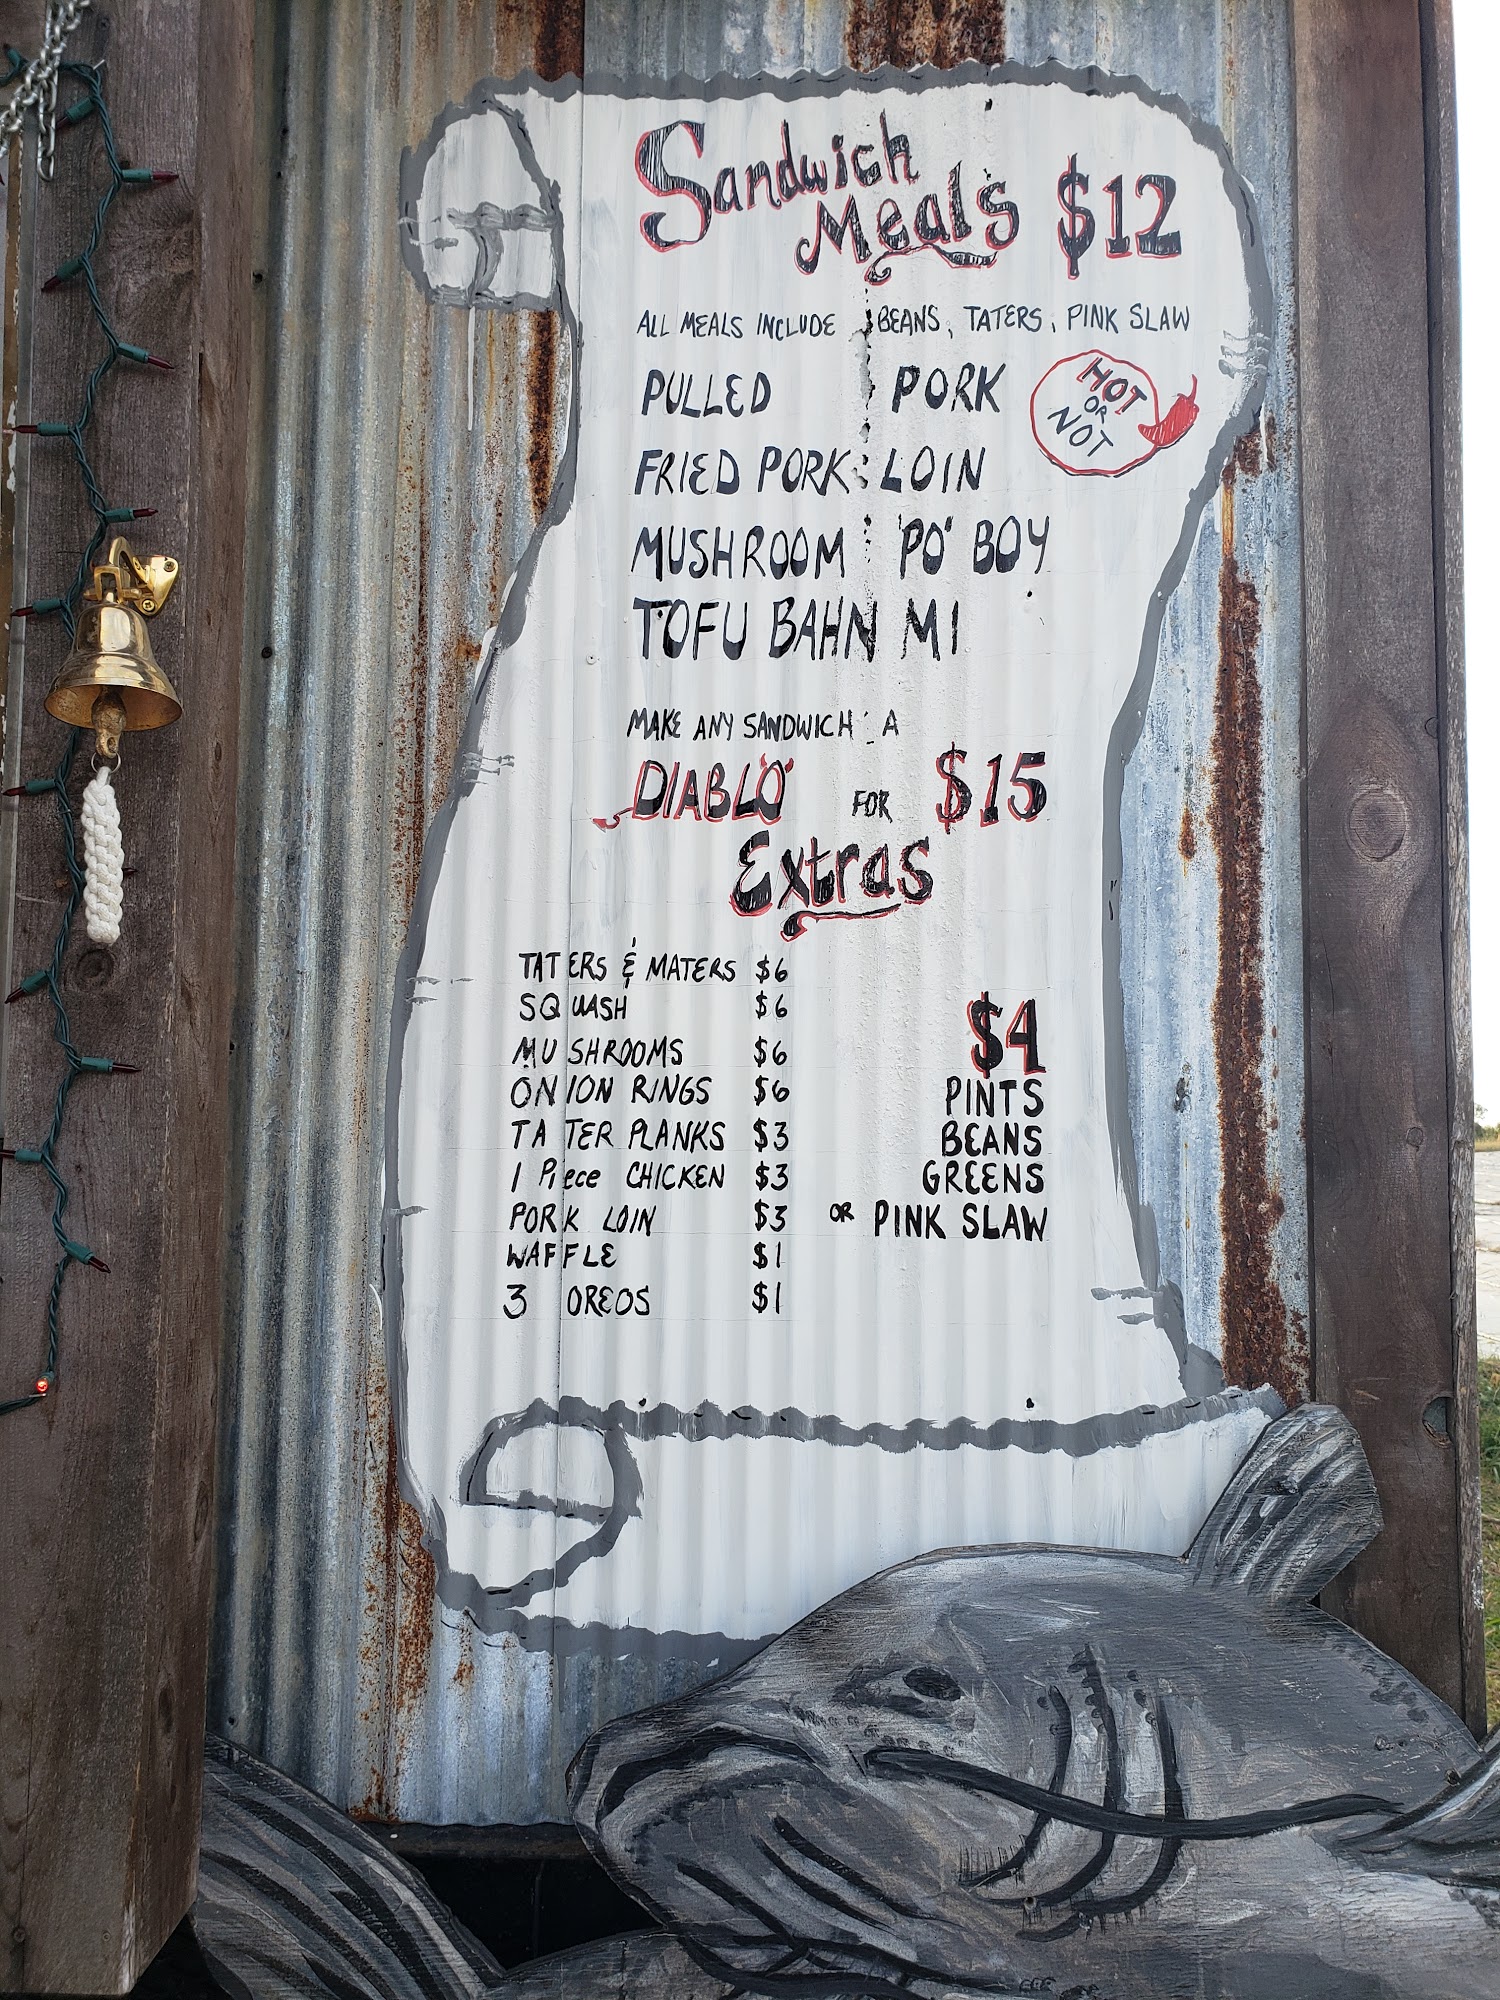 Sandwich
Meals $12
ALL MEALS INCLUDE BEANS, TATERS, PINK SLAW
PULLED PORK
HOT
OR
NOT
FRIED PORK LOIN
MUSHROOM 'PO' BOY
TOFU BAHN MI
MAKE ANY SANDWICH A
DIABLO FOR $15
Extras
TATERS & MATERS $6
SQUASH $6
MUSHROOMS $6
ONION RINGS $6
TATER PLANKS $3
1 Piece CHICKEN $3
PORK LOIN $3
WAFFLE $1
3 OREOS $1
$4
PINTS
BEANS
GREENS
OR PINK SLAW